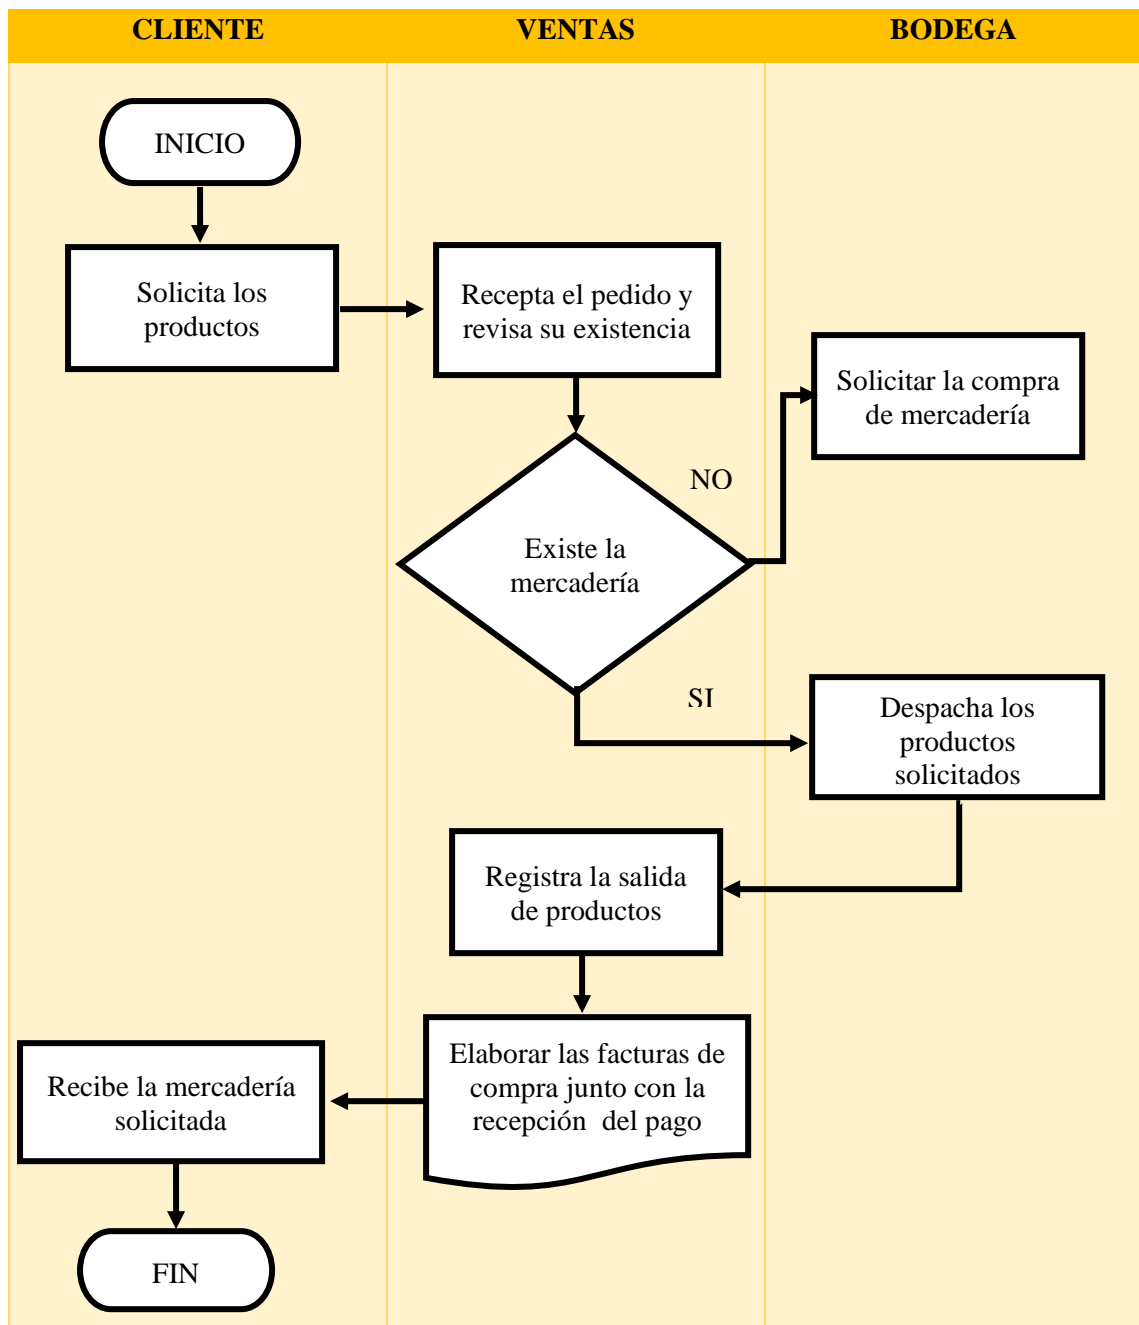 CLIENTE
VENTAS
BODEGA
INICIO
Solicita los
productos
Recepta el pedido y
revisa su existencia
Solicitar la compra
de mercadería
NO
Existe la
mercadería
SI
Despacha los
productos
solicitados
Registra la salida
de productos
Elaborar las facturas de
compra junto con la
recepción del pago
Recibe la mercadería
solicitada
FIN